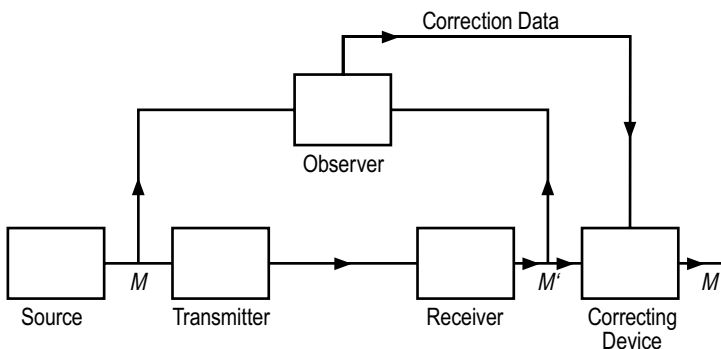 Correction Data
Observer
M
M‘
M
Source
Transmitter
Receiver
Correcting
Device